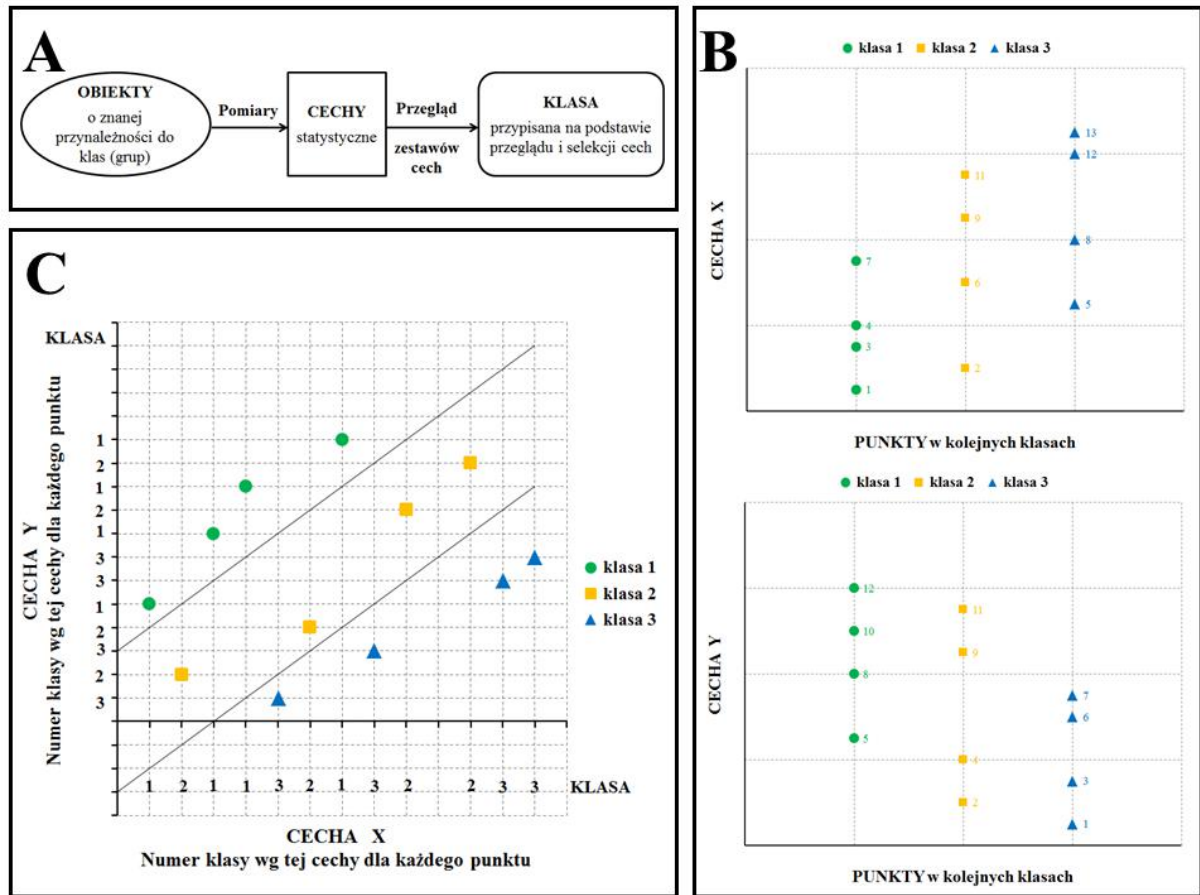 A
OBIEKTY
o znanej
przynależności do
klas (grup)
Pomiary
CECHY
statystyczne
Przegląd
zestawów
cech
KLASA
przypisana na podstawie
przeglądu i selekcji cech
B
klasa 1 klasa 2 klasa 3
CECHA X
13
12
11
9
8
7
6
5
4
3
2
1
PUNKTY w kolejnych klasach
klasa 1 klasa 2 klasa 3
CECHA Y
12
11
10
9
8
7
6
5
4
3
2
1
PUNKTY w kolejnych klasach
C
KLASA
CECHA Y
Numer klasy wg tej cechy dla każdego punktu
1
2
1
2
1
3
3
1
2
3
2
3
klasa 1
klasa 2
klasa 3
1 2 1 1 3 2 1 3 2 2 3 3 KLASA
CECHA X
Numer klasy wg tej cechy dla każdego punktu